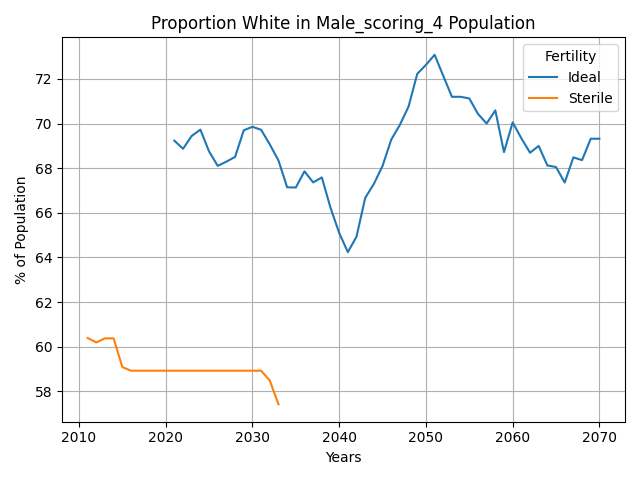 Proportion White in Male_scoring_4 Population
Fertility
Ideal
Sterile
% of Population
72
70
68
66
64
62
60
58
2010 2020 2030 2040 2050 2060 2070
Years